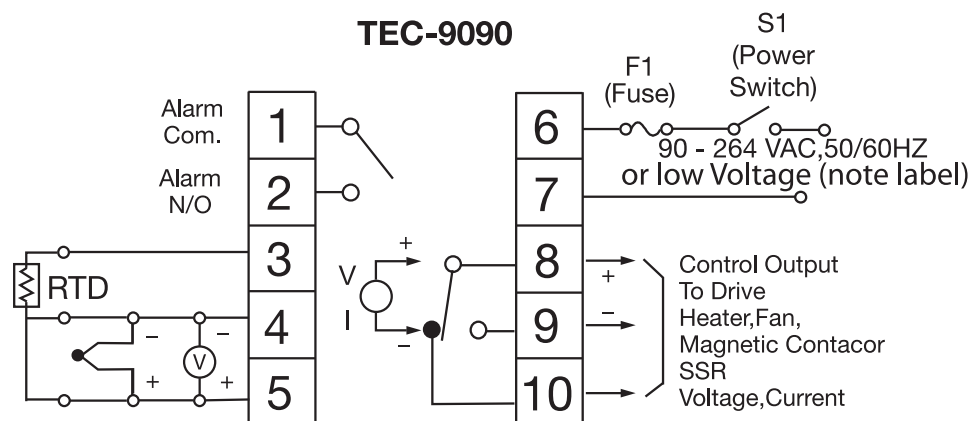 TEC-9090
Alarm
Com.
1
Alarm
N/O
2
3
RTD
4
5
−
+
V
−
+
V
I
+
−
6
7
8
9
10
F1
(Fuse)
S1
(Power
Switch)
90 - 264 VAC,50/60HZ
or low Voltage (note label)
+
−
Control Output
To Drive
Heater,Fan,
Magnetic Contacor
SSR
Voltage,Current